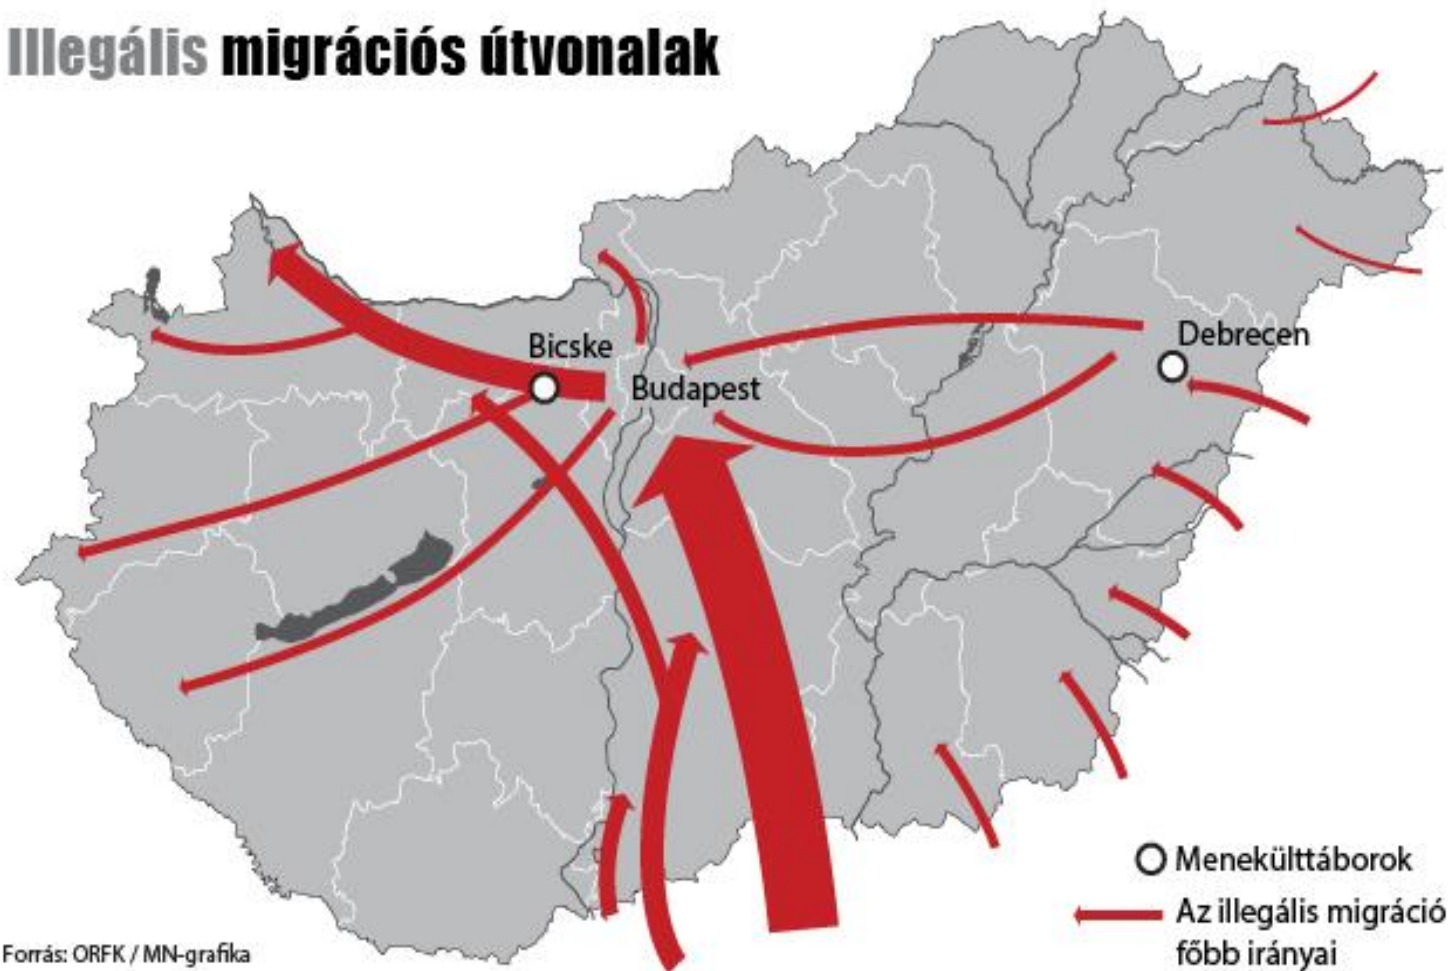 Illegális migrációs útvonalak
Bicske
Budapest
Debrecen
Menekülttáborok
Az illegális migráció
főbb irányai
Forrás: ORFK / MN-grafika